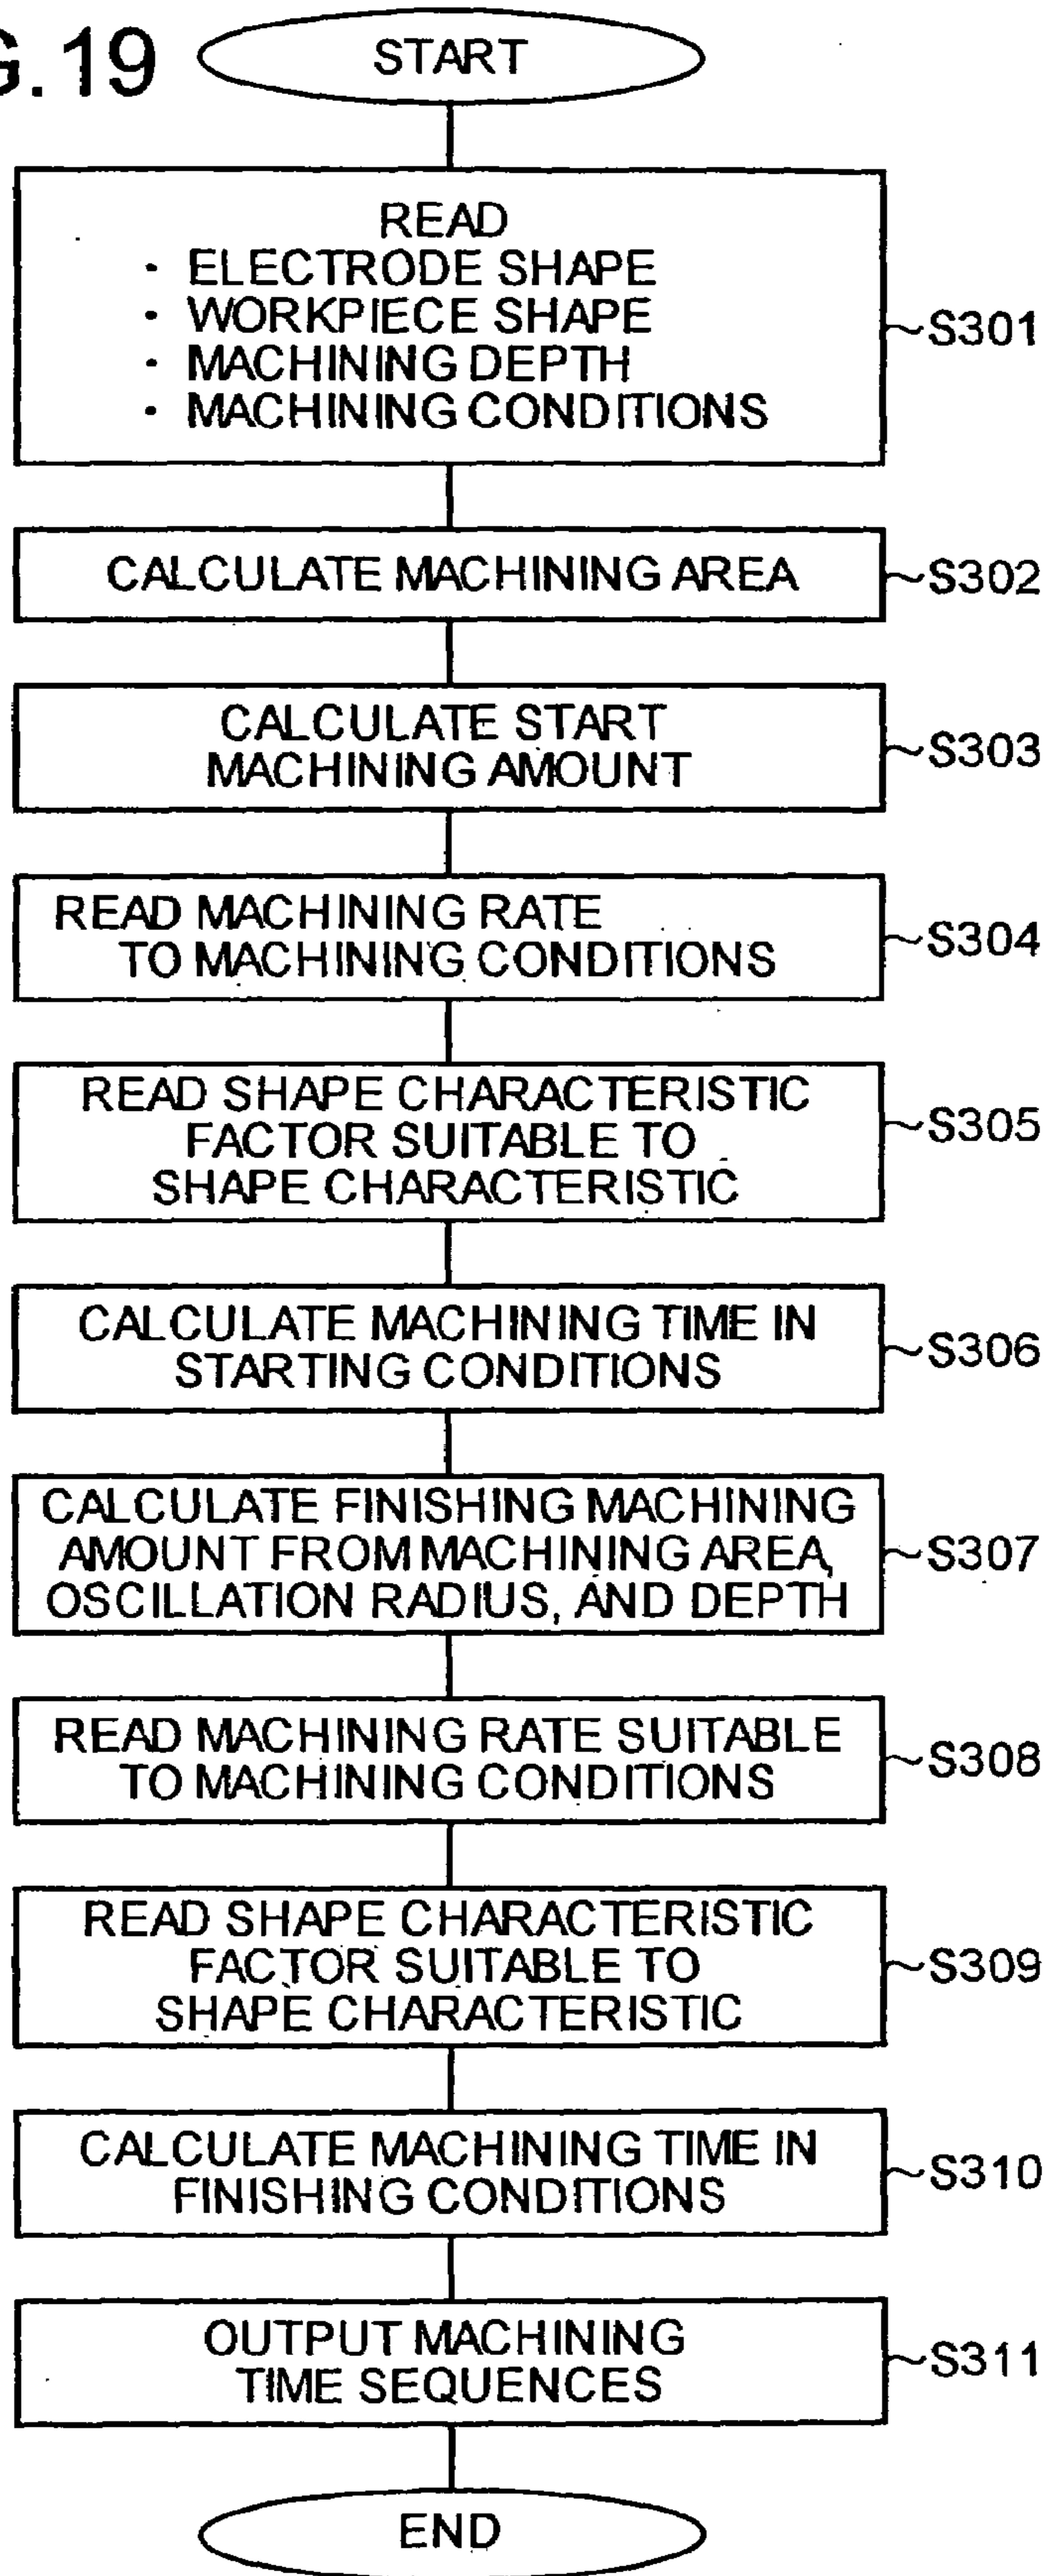 G.19
START
READ
· ELECTRODE SHAPE
· WORKPIECE SHAPE
· MACHINING DEPTH
· MACHINING CONDITIONS
~S301
CALCULATE MACHINING AREA
~S302
CALCULATE START
MACHINING AMOUNT
~S303
READ MACHINING RATE
TO MACHINING CONDITIONS
~S304
READ SHAPE CHARACTERISTIC
FACTOR SUITABLE TO
SHAPE CHARACTERISTIC
~S305
CALCULATE MACHINING TIME IN
STARTING CONDITIONS
~S306
CALCULATE FINISHING MACHINING
AMOUNT FROM MACHINING AREA,
OSCILLATION RADIUS, AND DEPTH
~S307
READ MACHINING RATE SUITABLE
TO MACHINING CONDITIONS
~S308
READ SHAPE CHARACTERISTIC
FACTOR SUITABLE TO
SHAPE CHARACTERISTIC
~S309
CALCULATE MACHINING TIME IN
FINISHING CONDITIONS
~S310
OUTPUT MACHINING
TIME SEQUENCES
~S311
END